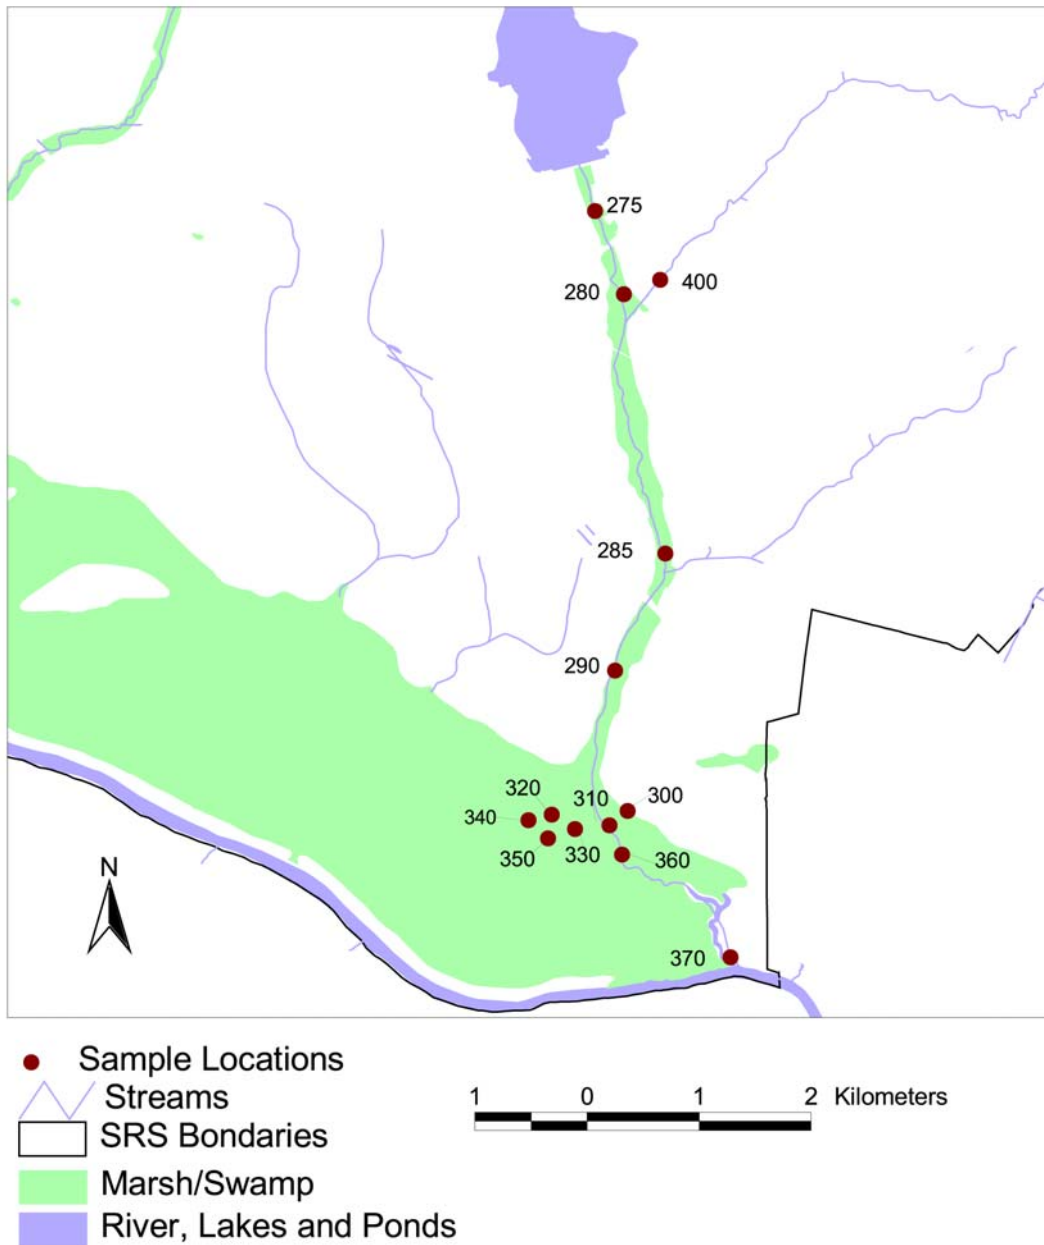 275
280
400
285
290
320
310
300
340
350
330
360
N
370
Sample Locations
Streams
SRS Bondaries
Marsh/Swamp
River, Lakes and Ponds
1 0 1 2 Kilometers